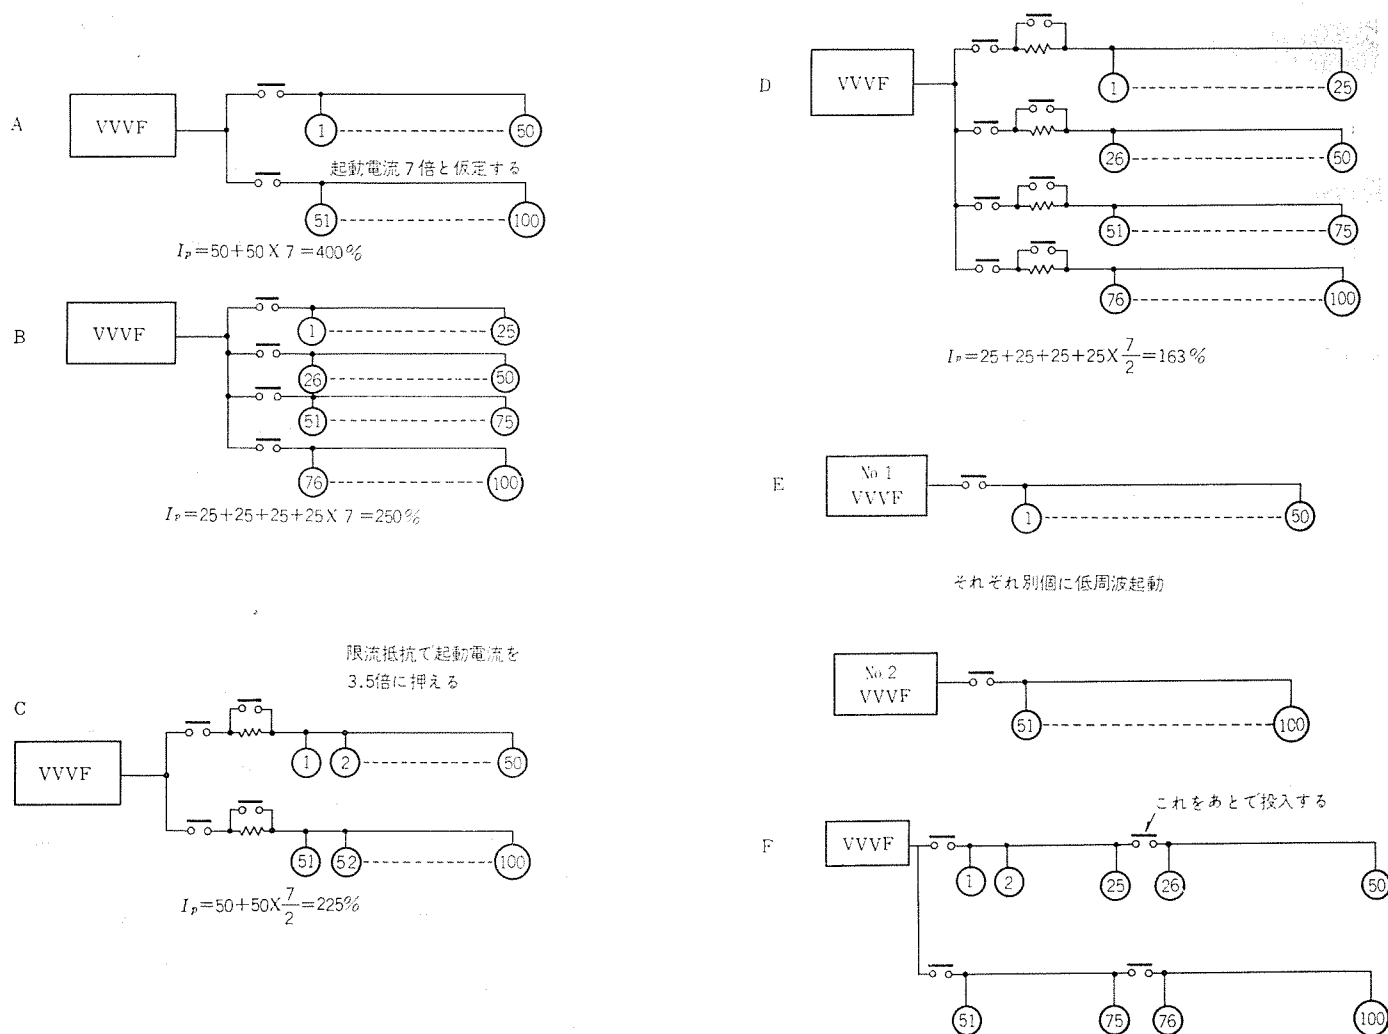 A
VVVF
1
50
起動電流7倍と仮定する
51
100
Ip=50+50×7=400%
B
VVVF
1
25
26
50
51
75
76
100
Ip=25+25+25+25×7=250%
限流抵抗で起動電流を
3.5倍に押える
C
VVVF
1
2
50
51
52
100
Ip=50+50×7/2=225%
D
VVVF
1
25
26
50
51
75
76
100
Ip=25+25+25+25×7/2=163%
E
No.1
VVVF
1
50
それぞれ別個に低周波起動
No.2
VVVF
51
100
これをあとで投入する
F
VVVF
1
2
25
26
50
51
75
76
100